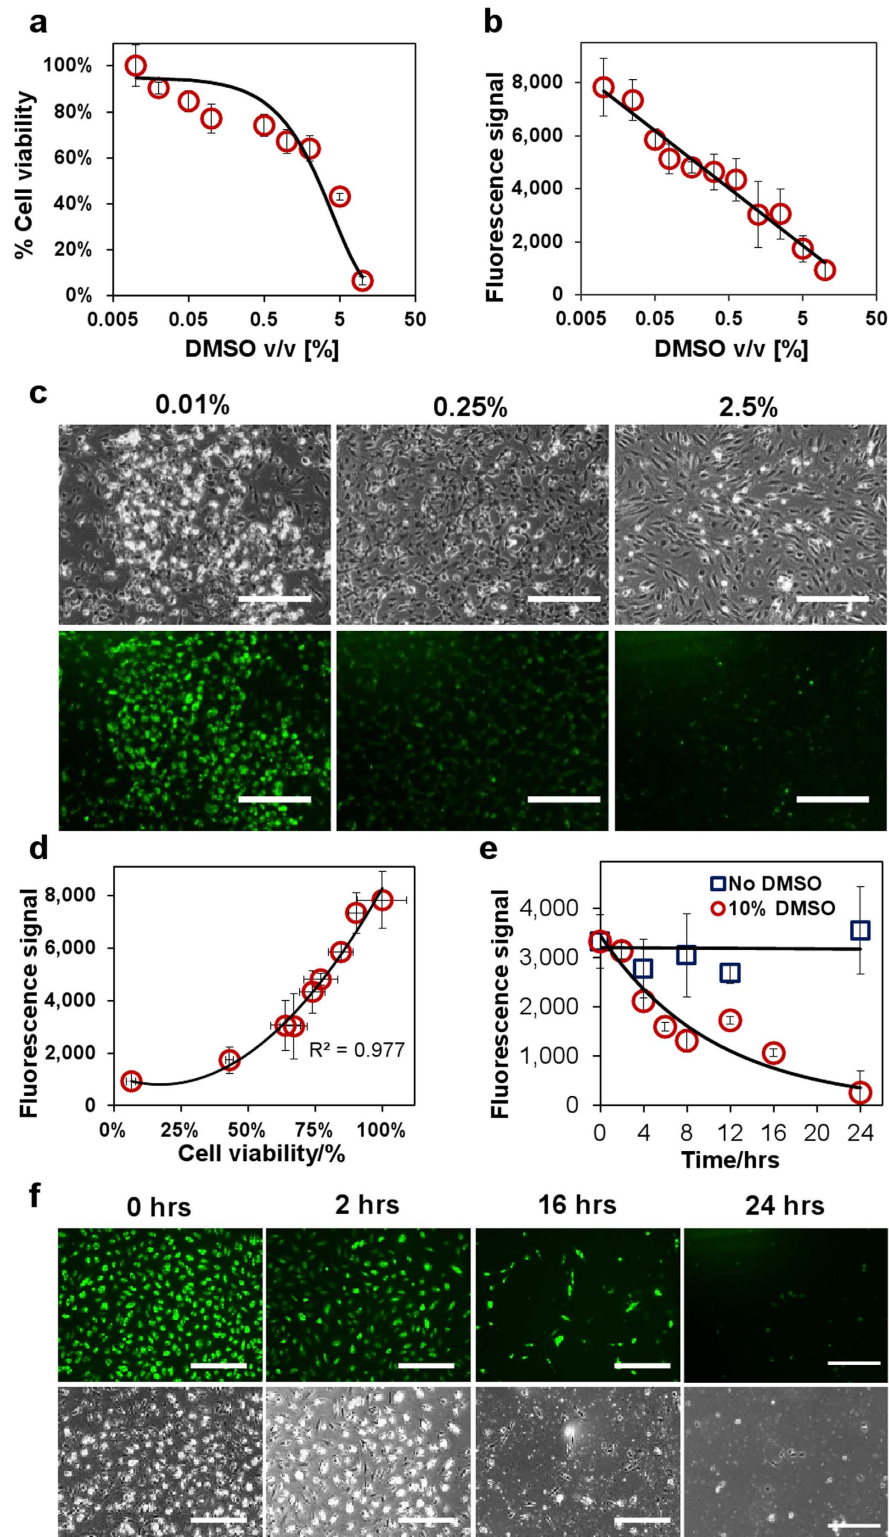 a
100%
80%
60%
40%
20%
0%
% Cell viability
0.005 0.05 0.5 5 50
DMSO v/v [%]
b
8,000
6,000
4,000
2,000
0
Fluorescence signal
0.005 0.05 0.5 5 50
DMSO v/v [%]
c
0.01% 0.25% 2.5%
d
8,000
6,000
4,000
2,000
0
Fluorescence signal
R² = 0.977
0% 25% 50% 75% 100%
Cell viability/%
e
No DMSO
10% DMSO
4,000
3,000
2,000
1,000
0
Fluorescence signal
0 4 8 12 16 20 24
Time/hrs
f
0 hrs 2 hrs 16 hrs 24 hrs